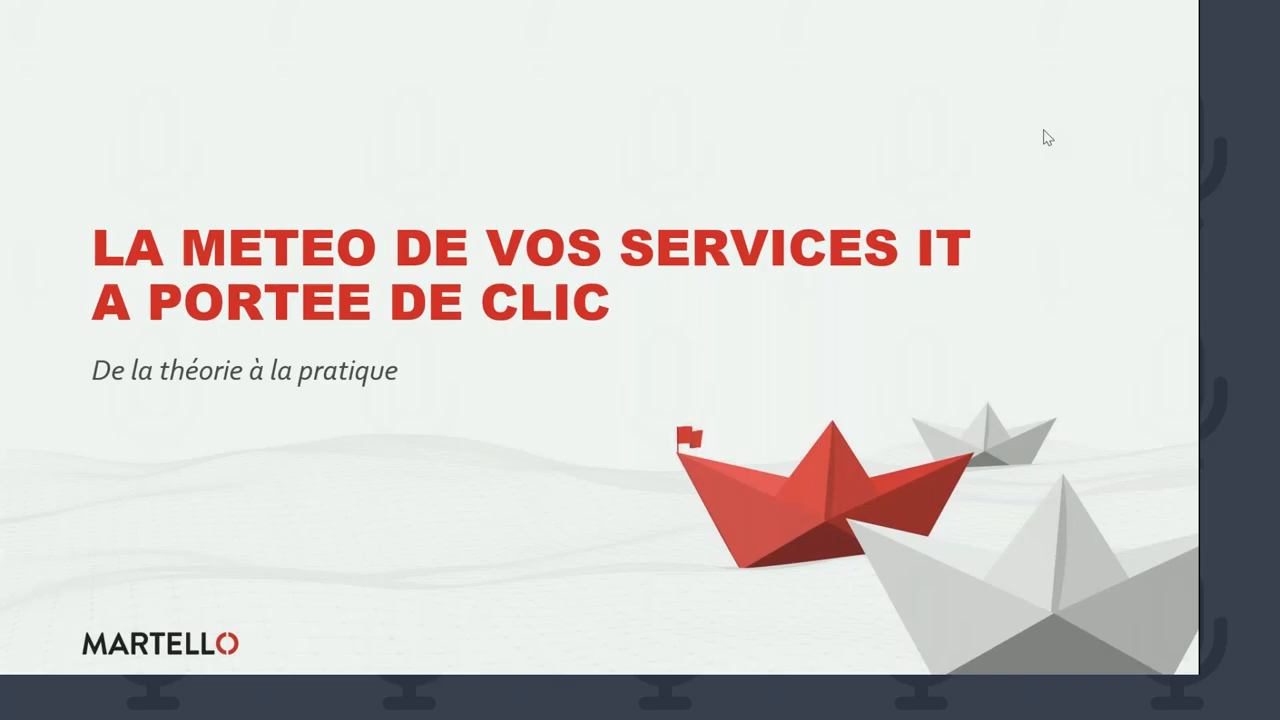 LA METEO DE VOS SERVICES IT
A PORTEE DE CLIC
De la théorie à la pratique
MARTELLO